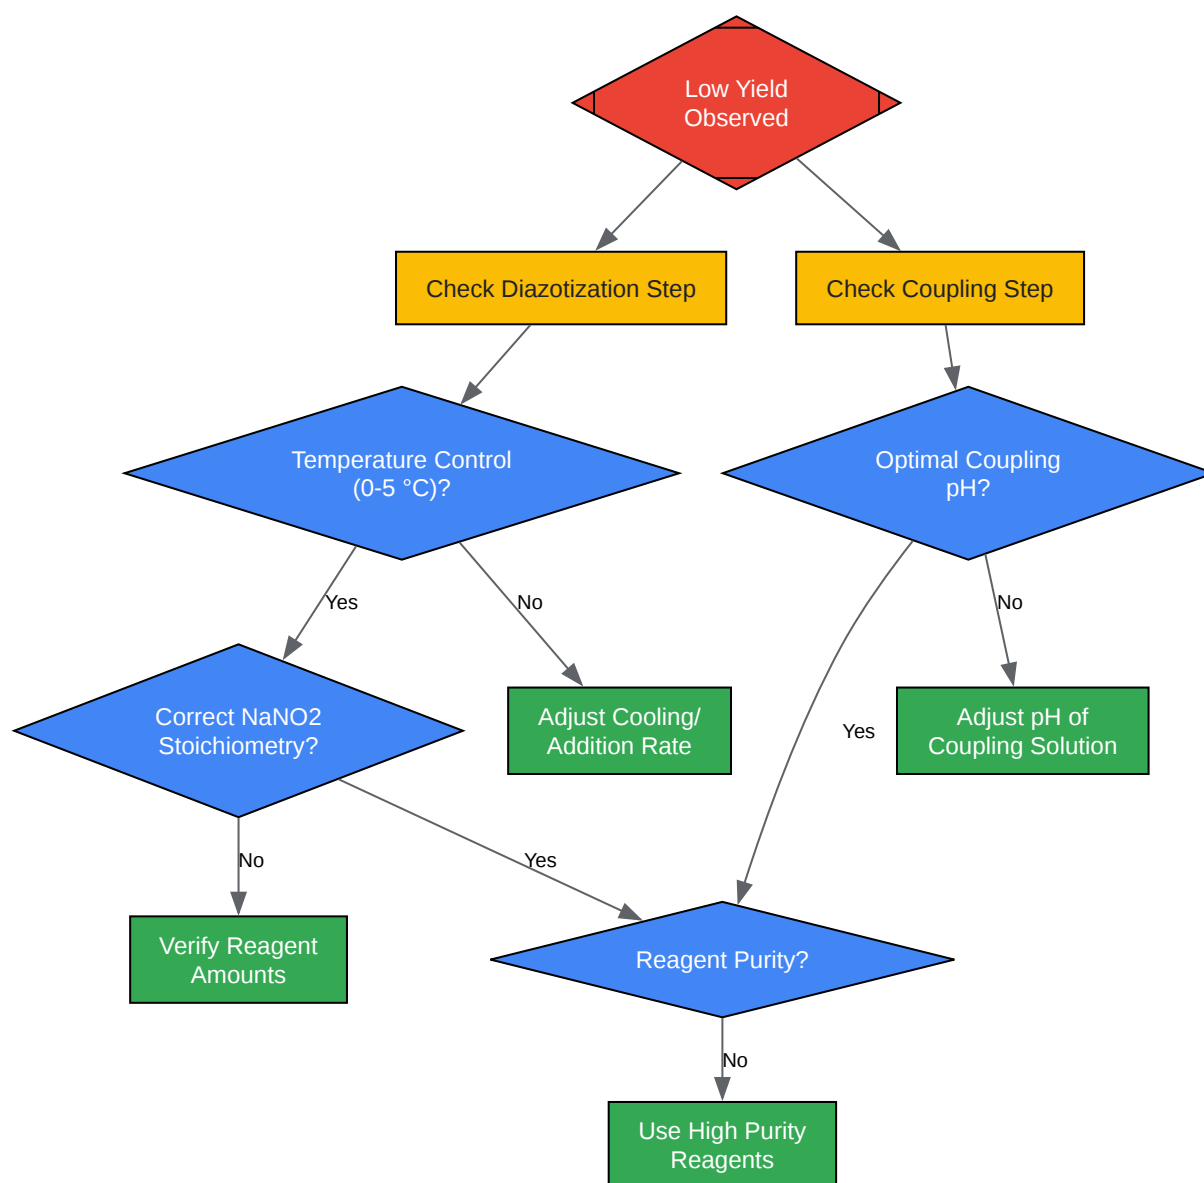 Low Yield
Observed
Check Diazotization Step
Check Coupling Step
Temperature Control
(0-5 °C)?
Optimal Coupling
pH?
Yes
No
No
Correct NaNO2
Stoichiometry?
Adjust Cooling/
Addition Rate
Yes
Adjust pH of
Coupling Solution
No
Yes
Verify Reagent
Amounts
Reagent Purity?
No
Use High Purity
Reagents